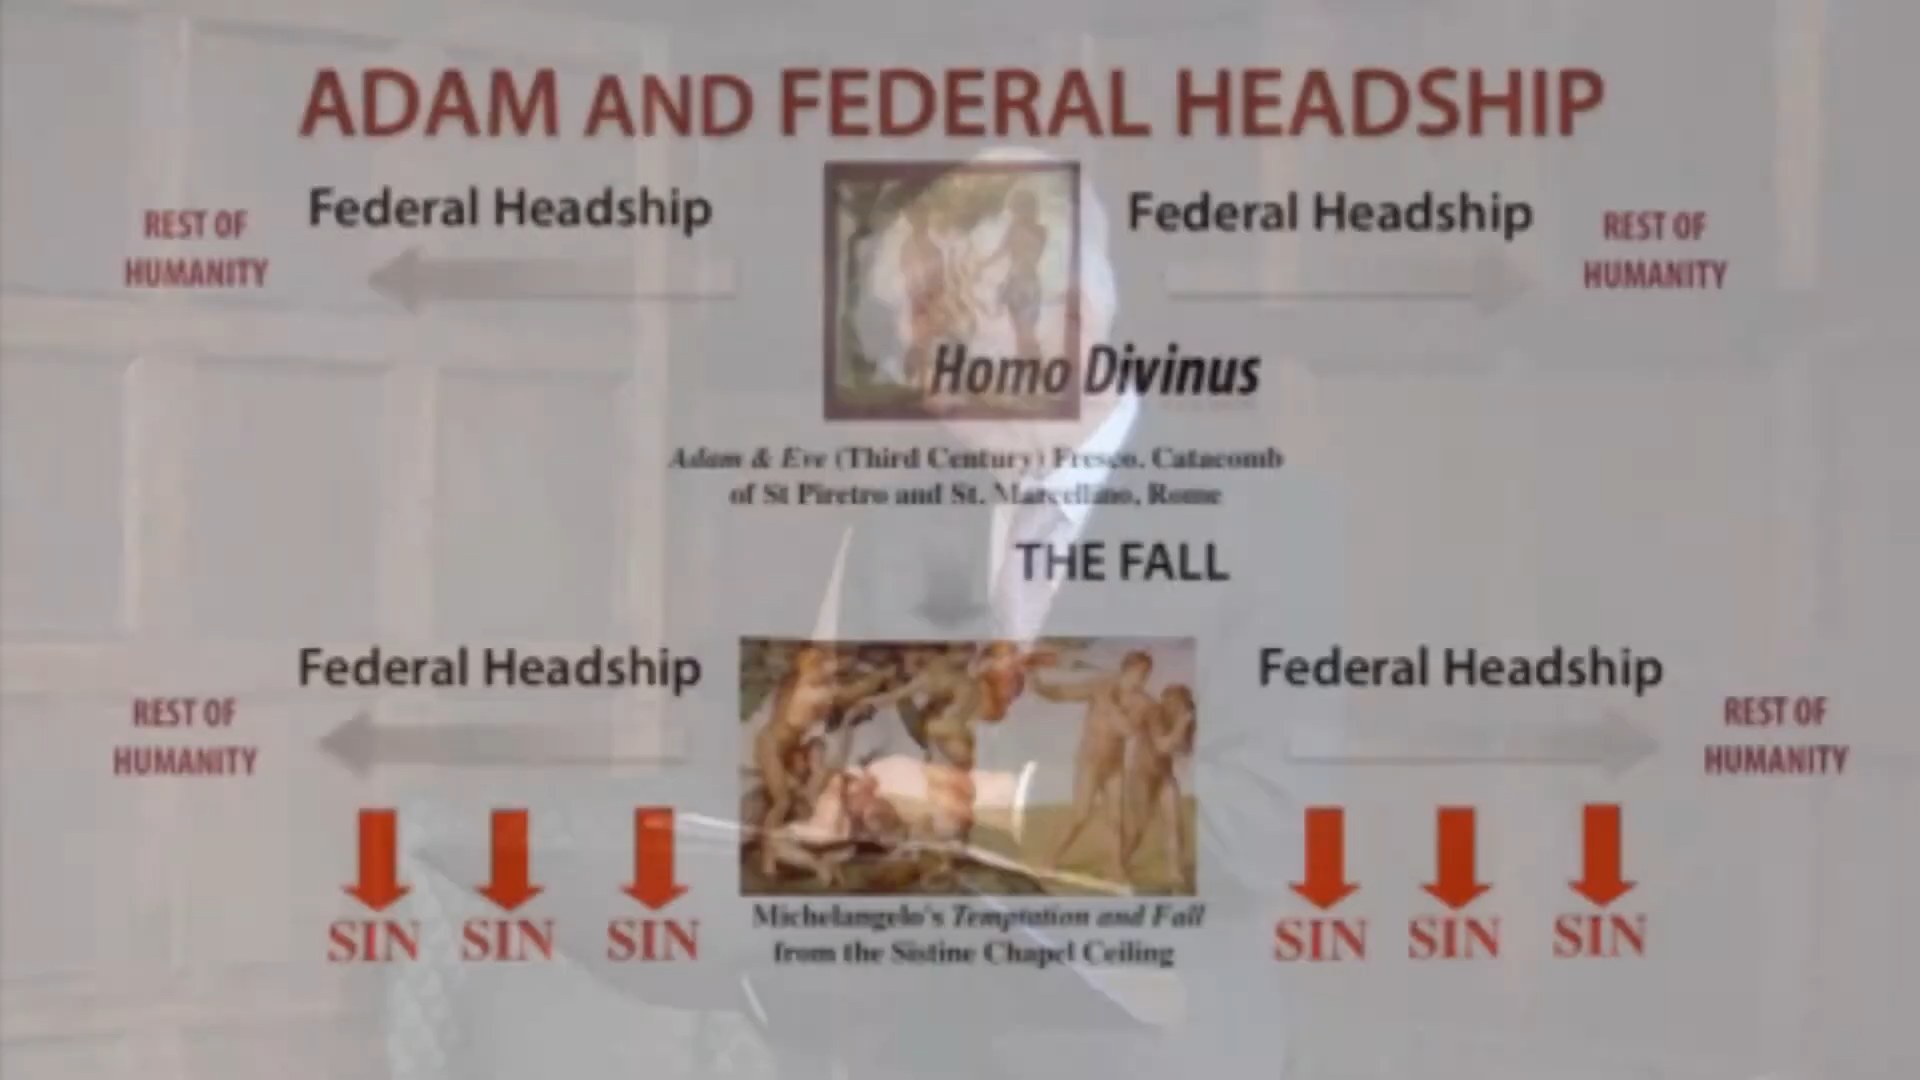 ADAM AND FEDERAL HEADSHIP
Federal Headship
REST OF
HUMANITY
Federal Headship
REST OF
HUMANITY
Homo Divinus
Adam & Eve (Third Century) Fresco, Catacomb
of St Piretro and St. Marcellino, Rome
THE FALL
Federal Headship
REST OF
HUMANITY
Federal Headship
REST OF
HUMANITY
SIN SIN SIN
SIN SIN SIN
Michelangelo's Temptation and Fall
from the Sistine Chapel Ceiling